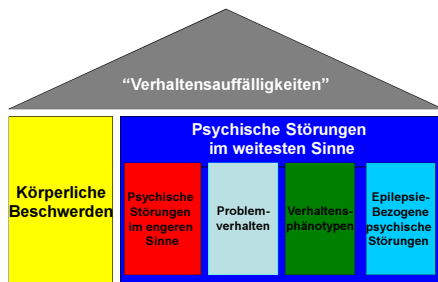 “Verhaltensauffälligkeiten”
Psychische Störungen
im weitesten Sinne
Körperliche
Beschwerden
Psychische
Störungen
im engeren
Sinne
Problem-
verhalten
Verhaltens-
phänotypen
Epilepsie-
Bezogene
psychische
Störungen